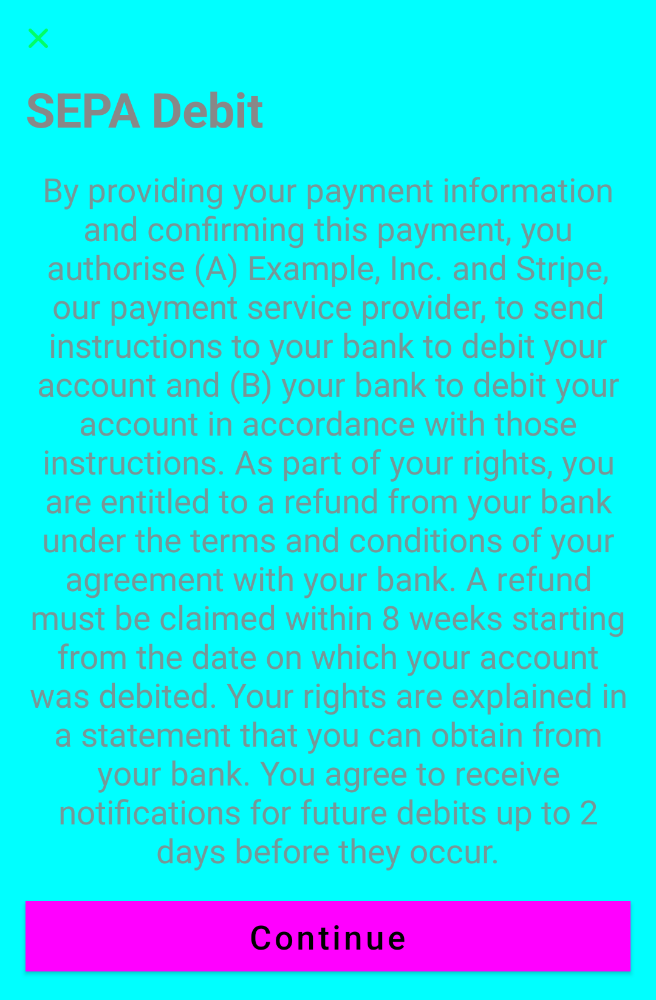 SEPA Debit
By providing your payment information
and confirming this payment, you
authorise (A) Example, Inc. and Stripe,
our payment service provider, to send
instructions to your bank to debit your
account and (B) your bank to debit your
account in accordance with those
instructions. As part of your rights, you
are entitled to a refund from your bank
under the terms and conditions of your
agreement with your bank. A refund
must be claimed within 8 weeks starting
from the date on which your account
was debited. Your rights are explained in
a statement that you can obtain from
your bank. You agree to receive
notifications for future debits up to 2
days before they occur.
Continue